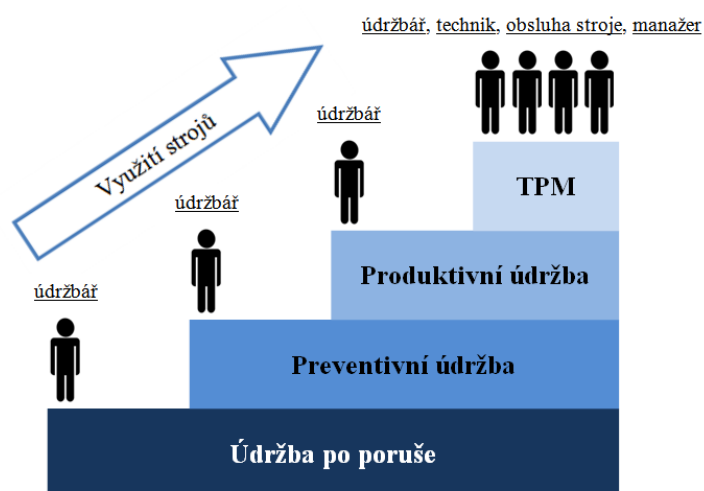 údržbář, technik, obsluha stroje, manažer
údržbář
Využití strojů
TPM
údržbář
Produktivní údržba
údržbář
Preventivní údržba
Údržba po poruše